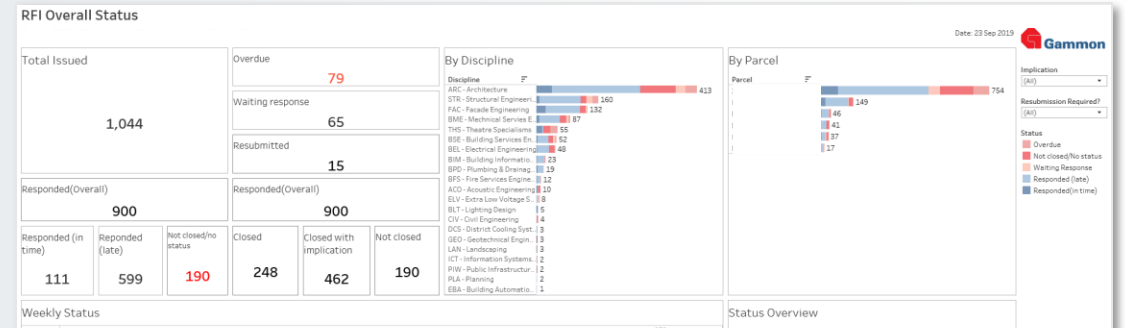 RFI Overall Status
Date: 23 Sep 2019
Gammon
Total Issued
1,044
Overdue
79
Waiting response
65
Resubmitted
15
Responded(Overall)
900
Responded(Overall)
900
Responded (in time)
111
Reponded (late)
599
Not closed/no status
190
Closed
248
Closed with implication
462
Not closed
190
By Discipline
Discipline
ARC - Architecture 413
STR - Structural Engineeri.. 160
FAC - Facade Engineering 132
BME - Mechnical Servies E.. 87
THS - Theatre Specialisms 55
BSE - Building Services En.. 52
BEL - Electrical Engineering 48
BIM - Building Informatio.. 23
BPD - Plumbing & Drainag.. 19
BFS - Fire Services Engine.. 12
ACO - Acoustic Engineering 10
ELV - Extra Low Voltage S.. 8
BLT - Lighting Design 5
CIV - Civil Engineering 4
DCS - District Cooling Syst.. 3
GEO - Geotechnical Engin.. 3
LAN - Landscaping 3
ICT - Information Systems.. 2
PIW - Public Infrastructur.. 2
PLA - Planning 2
EBA - Building Automatio.. 1
By Parcel
Parcel
754
149
46
41
37
17
Implication
(All)
Resubmission Required?
(All)
Status
Overdue
Not closed/No status
Waiting Response
Responded (late)
Responded(in time)
Weekly Status
Status Overview